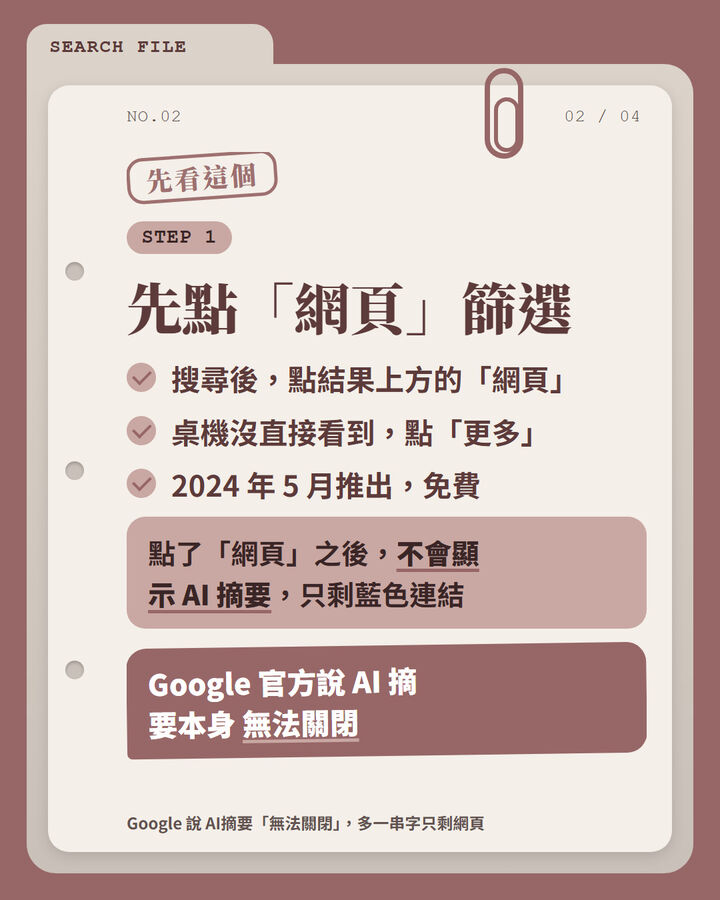 SEARCH FILE
NO.02
02 / 04
先看這個
STEP 1
先點「網頁」篩選
搜尋後，點結果上方的「網頁」
桌機沒直接看到，點「更多」
2024 年 5 月推出，免費
點了「網頁」之後，不會顯
示 AI 摘要，只剩藍色連結
Google 官方說 AI 摘
要本身 無法關閉
Google 說 AI摘要「無法關閉」，多一串字只剩網頁